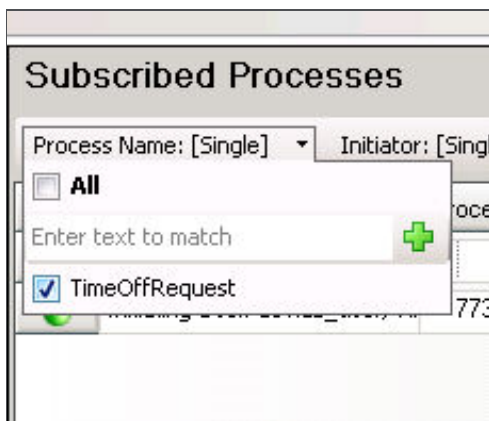 Subscribed Processes
Process Name: [Single] Initiator: [Singl
All
Enter text to match
TimeOffRequest
773